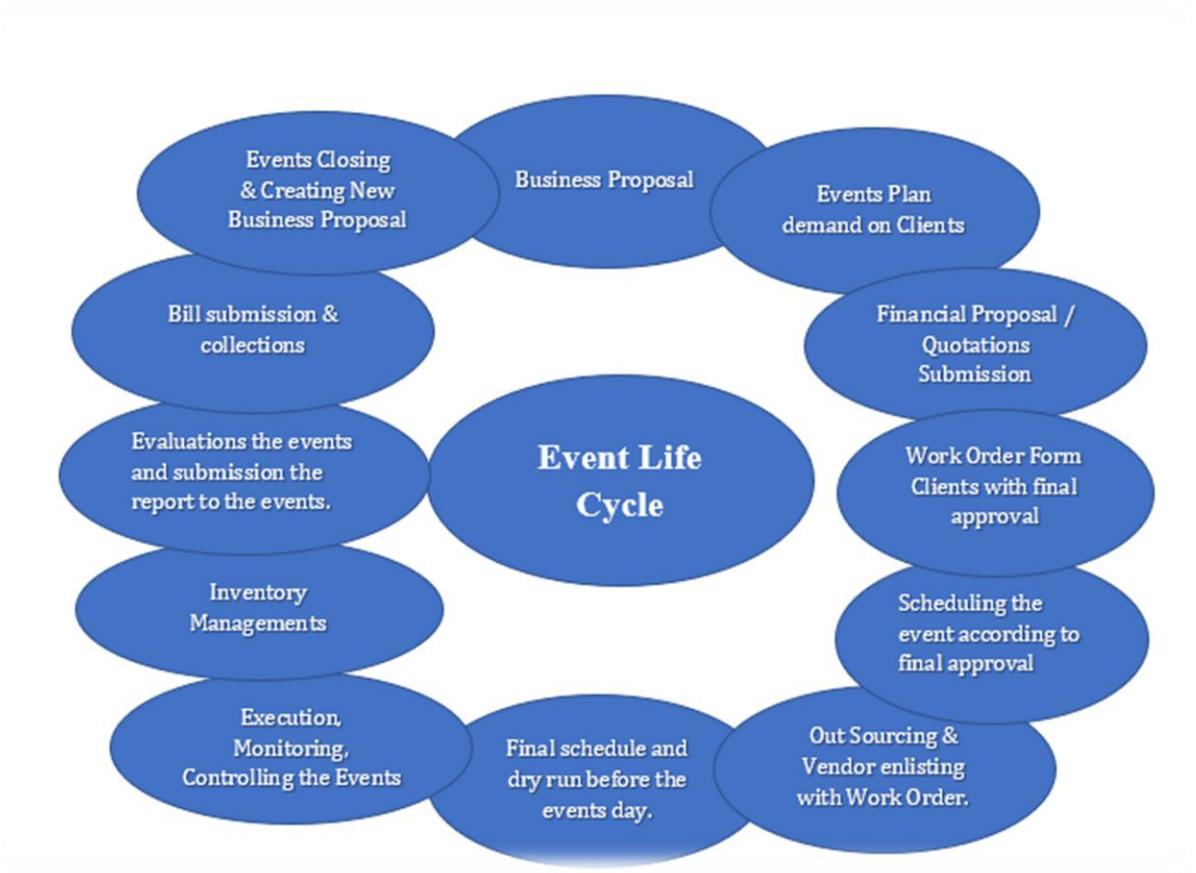 Business Proposal
Events Plan
demand on Clients
Financial Proposal /
Quotations
Submission
Work Order Form
Clients with final
approval
Scheduling the
event according to
final approval
Out Sourcing &
Vendor enlisting
with Work Order.
Final schedule and
dry run before the
events day.
Execution,
Monitoring,
Controlling the Events
Inventory
Managements
Evaluations the events
and submission the
report to the events.
Bill submission &
collections
Events Closing
& Creating New
Business Proposal
Event Life
Cycle